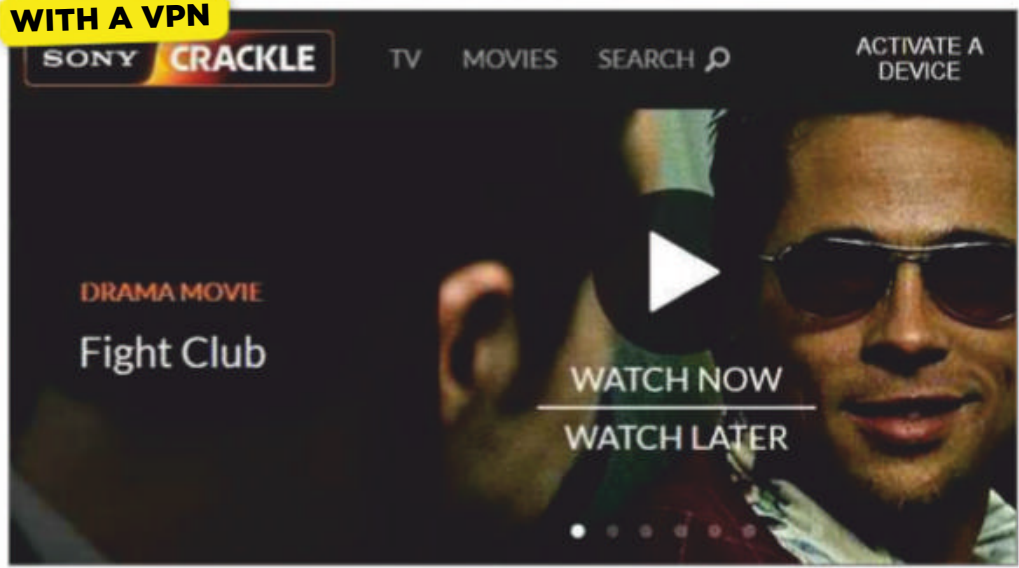 WITH A VPN
SONY CRACKLE
TV MOVIES SEARCH
ACTIVATE A
DEVICE
DRAMA MOVIE
Fight Club
WATCH NOW
WATCH LATER